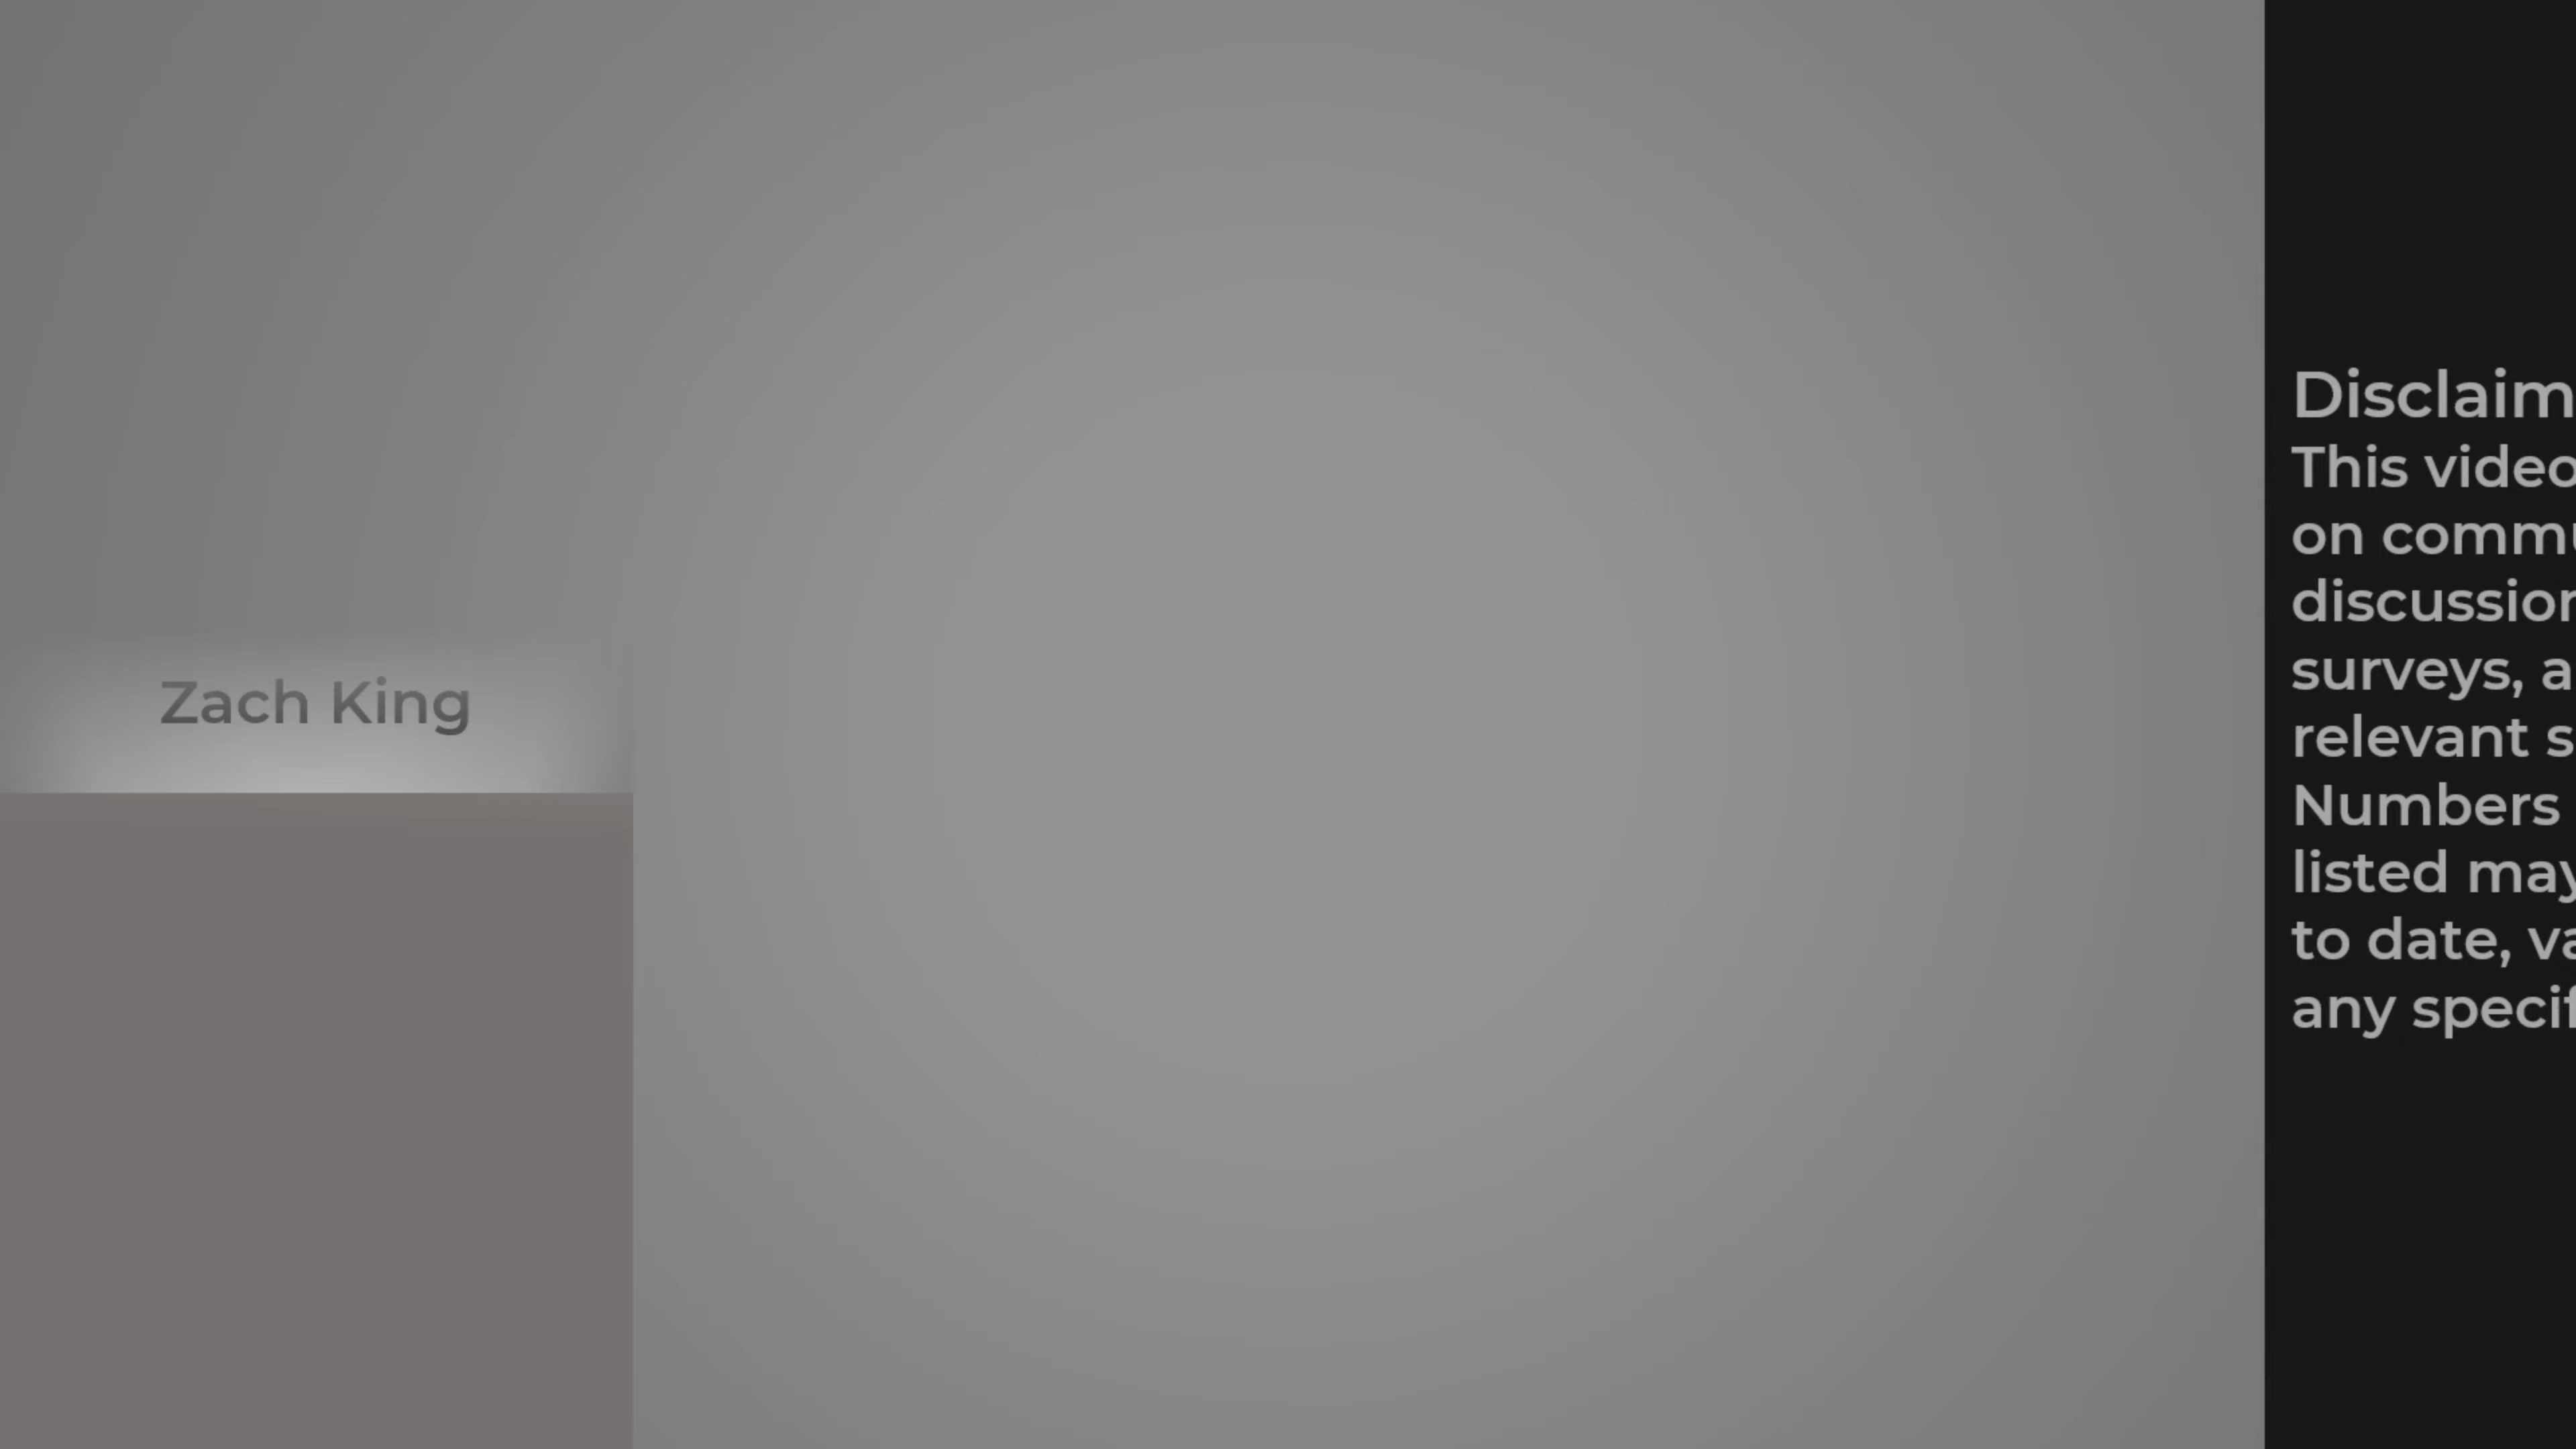 Zach King
Disclaim
This video
on commu
discussion
surveys, a
relevant s
Numbers
listed may
to date, va
any specif